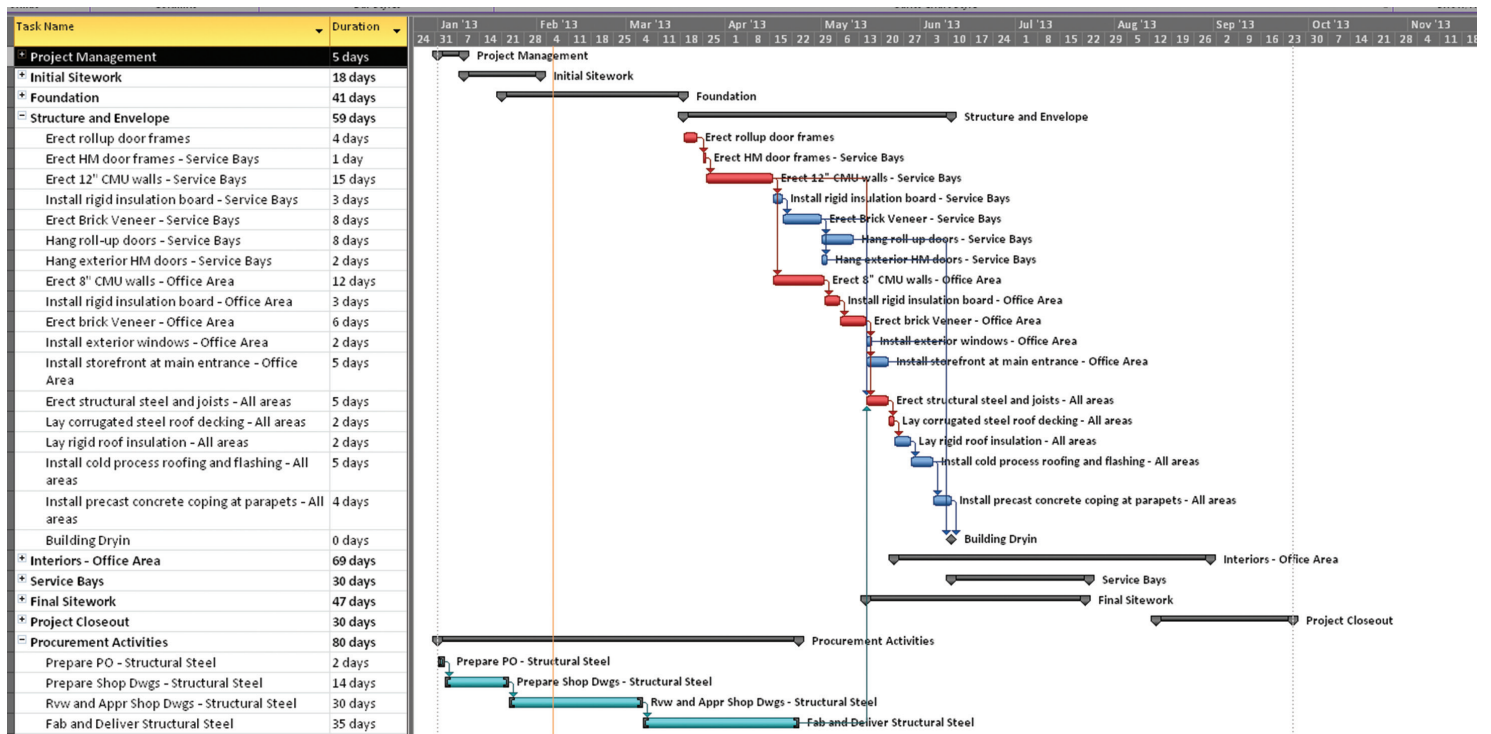 Task Name Duration
Jan '13 Feb '13 Mar '13 Apr '13 May '13 Jun '13 Jul '13 Aug '13 Sep '13 Oct '13 Nov '13
24 31 7 14 21 28 4 11 18 25 4 11 18 25 1 8 15 22 29 6 13 20 27 3 10 17 24 1 8 15 22 29 5 12 19 26 2 9 16 23 30 7 14 21 28 4 11 18
Project Management 5 days Project Management
Initial Sitework 18 days Initial Sitework
Foundation 41 days Foundation
Structure and Envelope 59 days Structure and Envelope
Erect rollup door frames 4 days Erect rollup door frames
Erect HM door frames - Service Bays 1 day Erect HM door frames - Service Bays
Erect 12" CMU walls - Service Bays 15 days Erect 12" CMU walls - Service Bays
Install rigid insulation board - Service Bays 3 days Install rigid insulation board - Service Bays
Erect Brick Veneer - Service Bays 8 days Erect Brick Veneer - Service Bays
Hang roll-up doors - Service Bays 8 days Hang roll-up doors - Service Bays
Hang exterior HM doors - Service Bays 2 days Hang exterior HM doors - Service Bays
Erect 8" CMU walls - Office Area 12 days Erect 8" CMU walls - Office Area
Install rigid insulation board - Office Area 3 days Install rigid insulation board - Office Area
Erect brick Veneer - Office Area 6 days Erect brick Veneer - Office Area
Install exterior windows - Office Area 2 days Install exterior windows - Office Area
Install storefront at main entrance - Office 5 days Install storefront at main entrance - Office Area
Area
Erect structural steel and joists - All areas 5 days Erect structural steel and joists - All areas
Lay corrugated steel roof decking - All areas 2 days Lay corrugated steel roof decking - All areas
Lay rigid roof insulation - All areas 2 days Lay rigid roof insulation - All areas
Install cold process roofing and flashing - All 5 days Install cold process roofing and flashing - All areas
areas
Install precast concrete coping at parapets - All 4 days Install precast concrete coping at parapets - All areas
areas
Building Dryin 0 days Building Dryin
Interiors - Office Area 69 days Interiors - Office Area
Service Bays 30 days Service Bays
Final Sitework 47 days Final Sitework
Project Closeout 30 days Project Closeout
Procurement Activities 80 days Procurement Activities
Prepare PO - Structural Steel 2 days Prepare PO - Structural Steel
Prepare Shop Dwgs - Structural Steel 14 days Prepare Shop Dwgs - Structural Steel
Rvw and Appr Shop Dwgs - Structural Steel 30 days Rvw and Appr Shop Dwgs - Structural Steel
Fab and Deliver Structural Steel 35 days Fab and Deliver Structural Steel